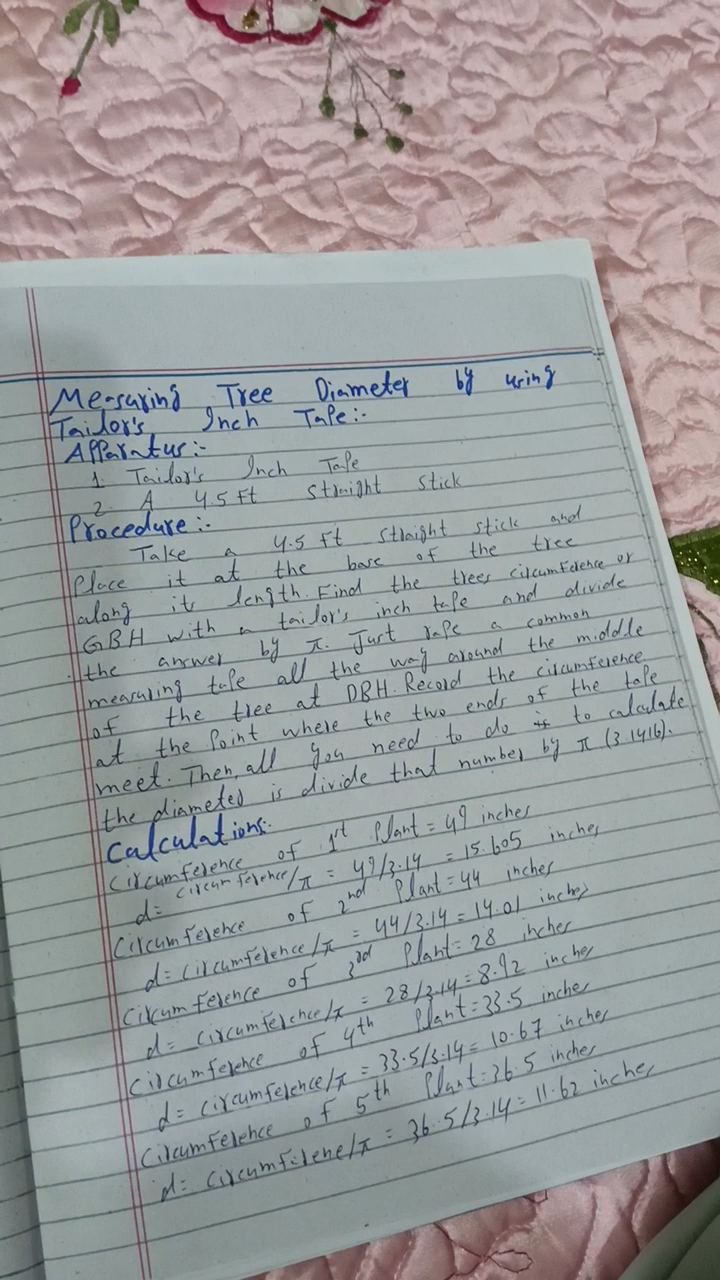 Measuring Tree Diameter by using
Tailor's Inch Tape:-
Apparatus:-
1. Tailor's Inch Tape
2. A 4.5 ft straight stick
Procedure:-
Take a 4.5 ft straight stick and
Place it at the base of the tree
along its length. Find the trees circumference or
GBH with a tailor's inch tape and divide
the answer by π. Just rape a common
measuring tape all the way around the middle
of the tree at DBH. Record the circumference
at the Point where the two ends of the tape
meet. Then, all you need to do is to calculate
the diameter is divide that number by π (3.1416).
Calculations:
Circumference of 1st Plant = 49 inches
d= circumference/π = 49/3.14 = 15.605 inches
Circumference of 2nd Plant = 44 inches
d= circumference/π = 44/3.14 = 14.01 inches
Circumference of 3rd Plant = 28 inches
d= circumference/π = 28/3.14 = 8.92 inches
Circumference of 4th Plant = 33.5 inches
d= circumference/π = 33.5/3.14 = 10.67 inches
Circumference of 5th Plant = 36.5 inches
d= circumferene/π = 36.5/3.14 = 11.62 inches